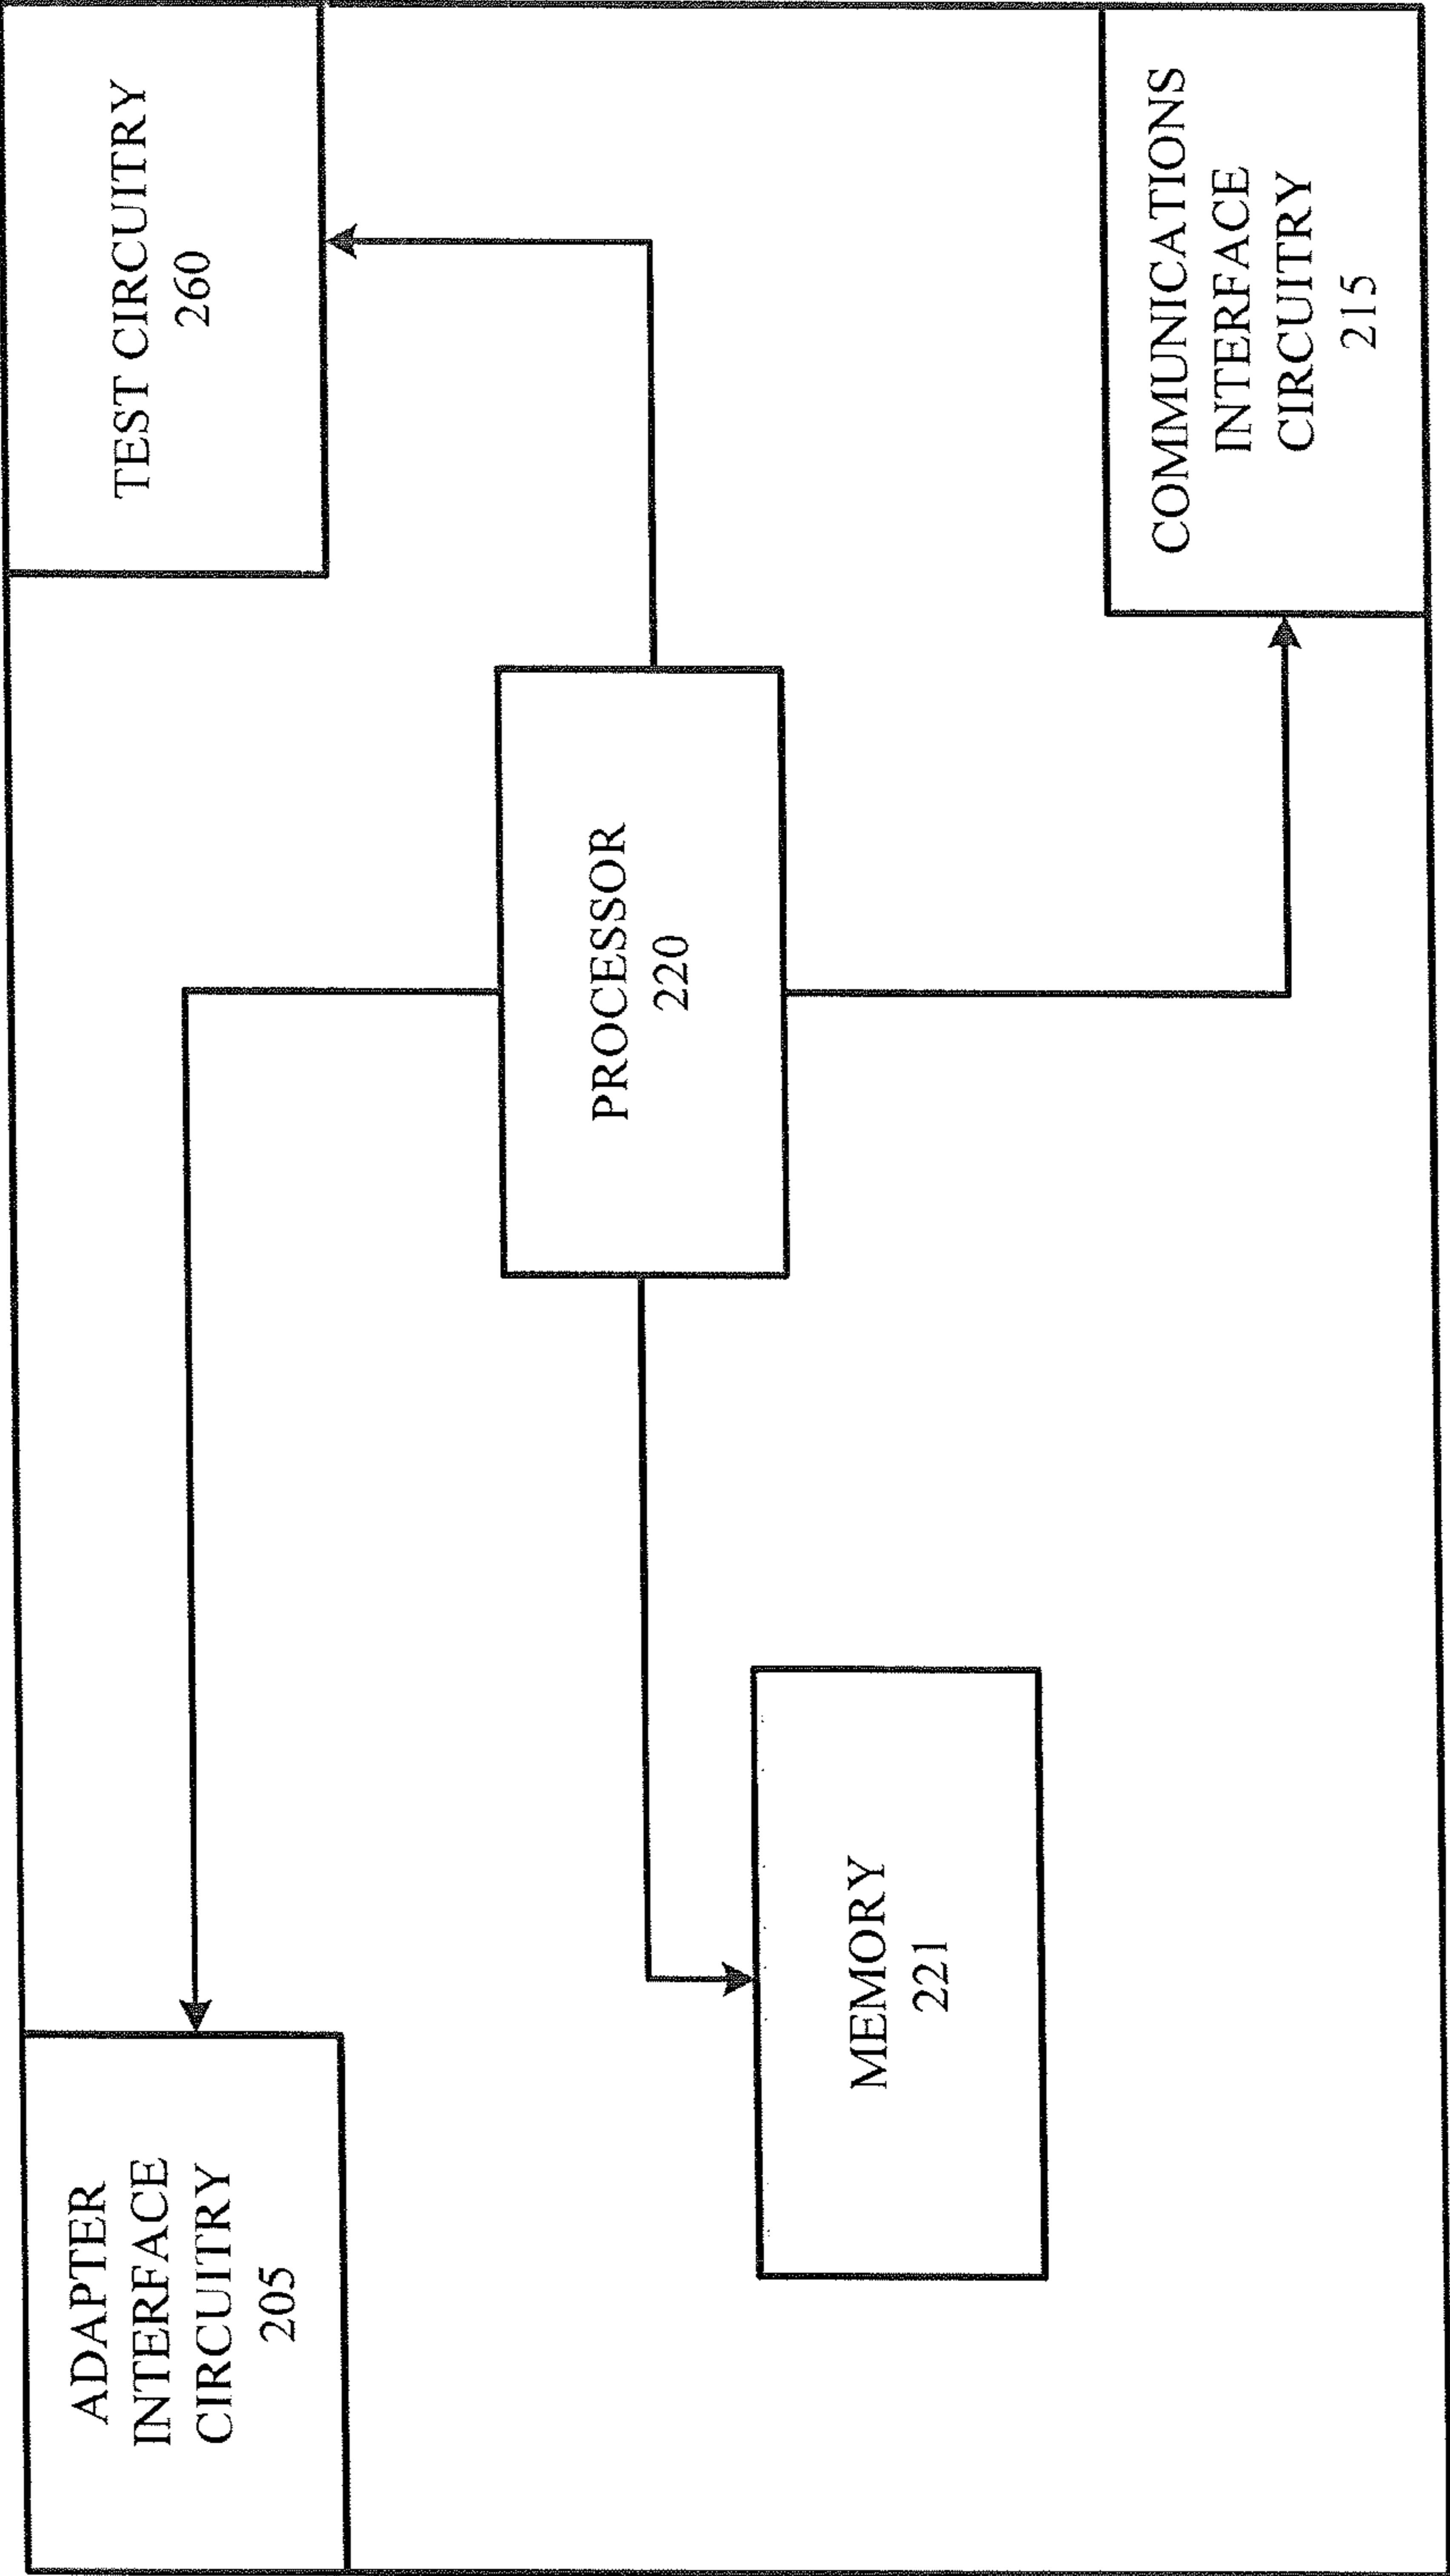 ADAPTER
INTERFACE
CIRCUITRY
205
TEST CIRCUITRY
260
PROCESSOR
220
MEMORY
221
COMMUNICATIONS
INTERFACE
CIRCUITRY
215